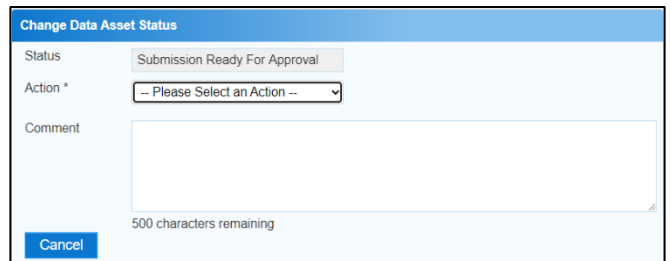 Change Data Asset Status
Status Submission Ready For Approval
Action * -- Please Select an Action --
Comment
500 characters remaining
Cancel